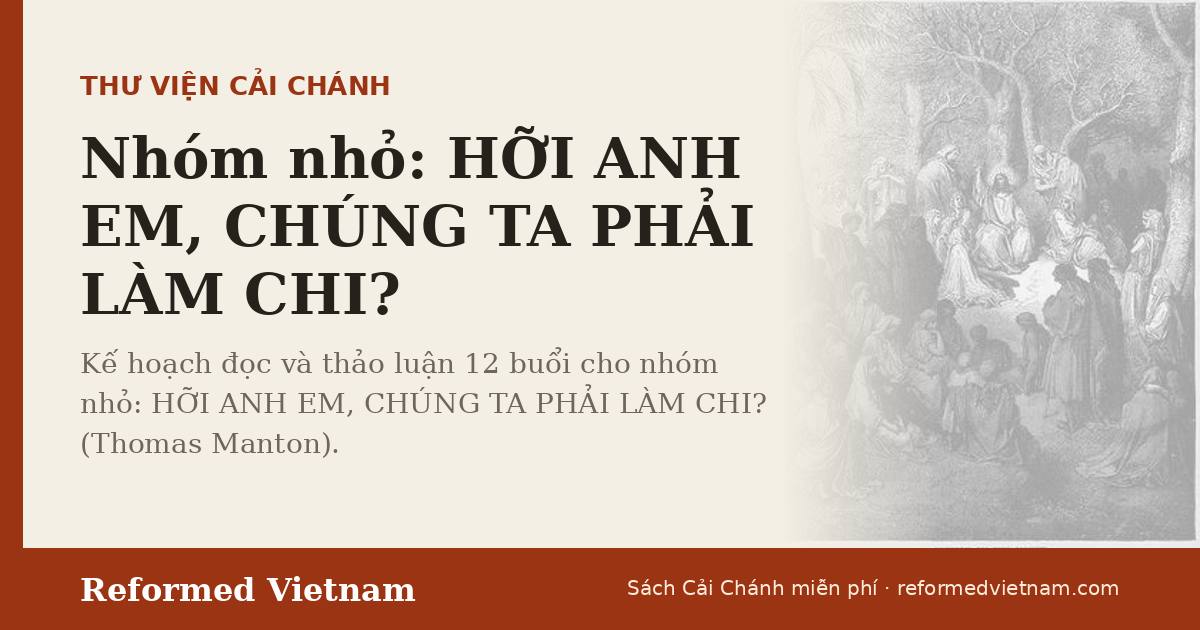 THƯ VIỆN CẢI CHÁNH
Nhóm nhỏ: HỠI ANH
EM, CHÚNG TA PHẢI
LÀM CHI?
Kế hoạch đọc và thảo luận 12 buổi cho nhóm
nhỏ: HỠI ANH EM, CHÚNG TA PHẢI LÀM CHI?
(Thomas Manton).
Reformed Vietnam
Sách Cải Chánh miễn phí · reformedvietnam.com